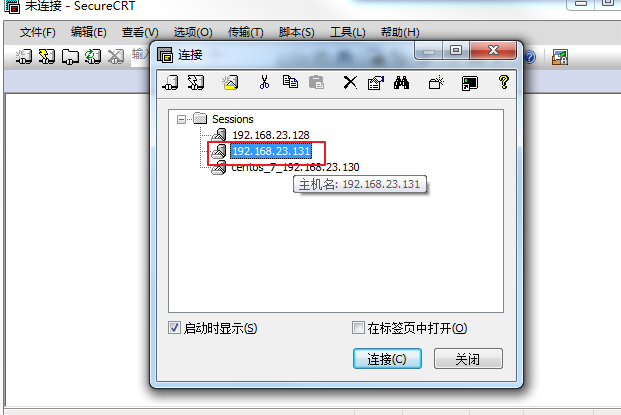 未连接 - SecureCRT
文件(F) 编辑(E) 查看(V) 选项(O) 传输(T) 脚本(S) 工具(L) 帮助(H)
输入
连接
Sessions
192.168.23.128
192.168.23.131
centos_7_192.168.23.130
主机名: 192.168.23.131
启动时显示(S) 在标签页中打开(O)
连接(C) 关闭